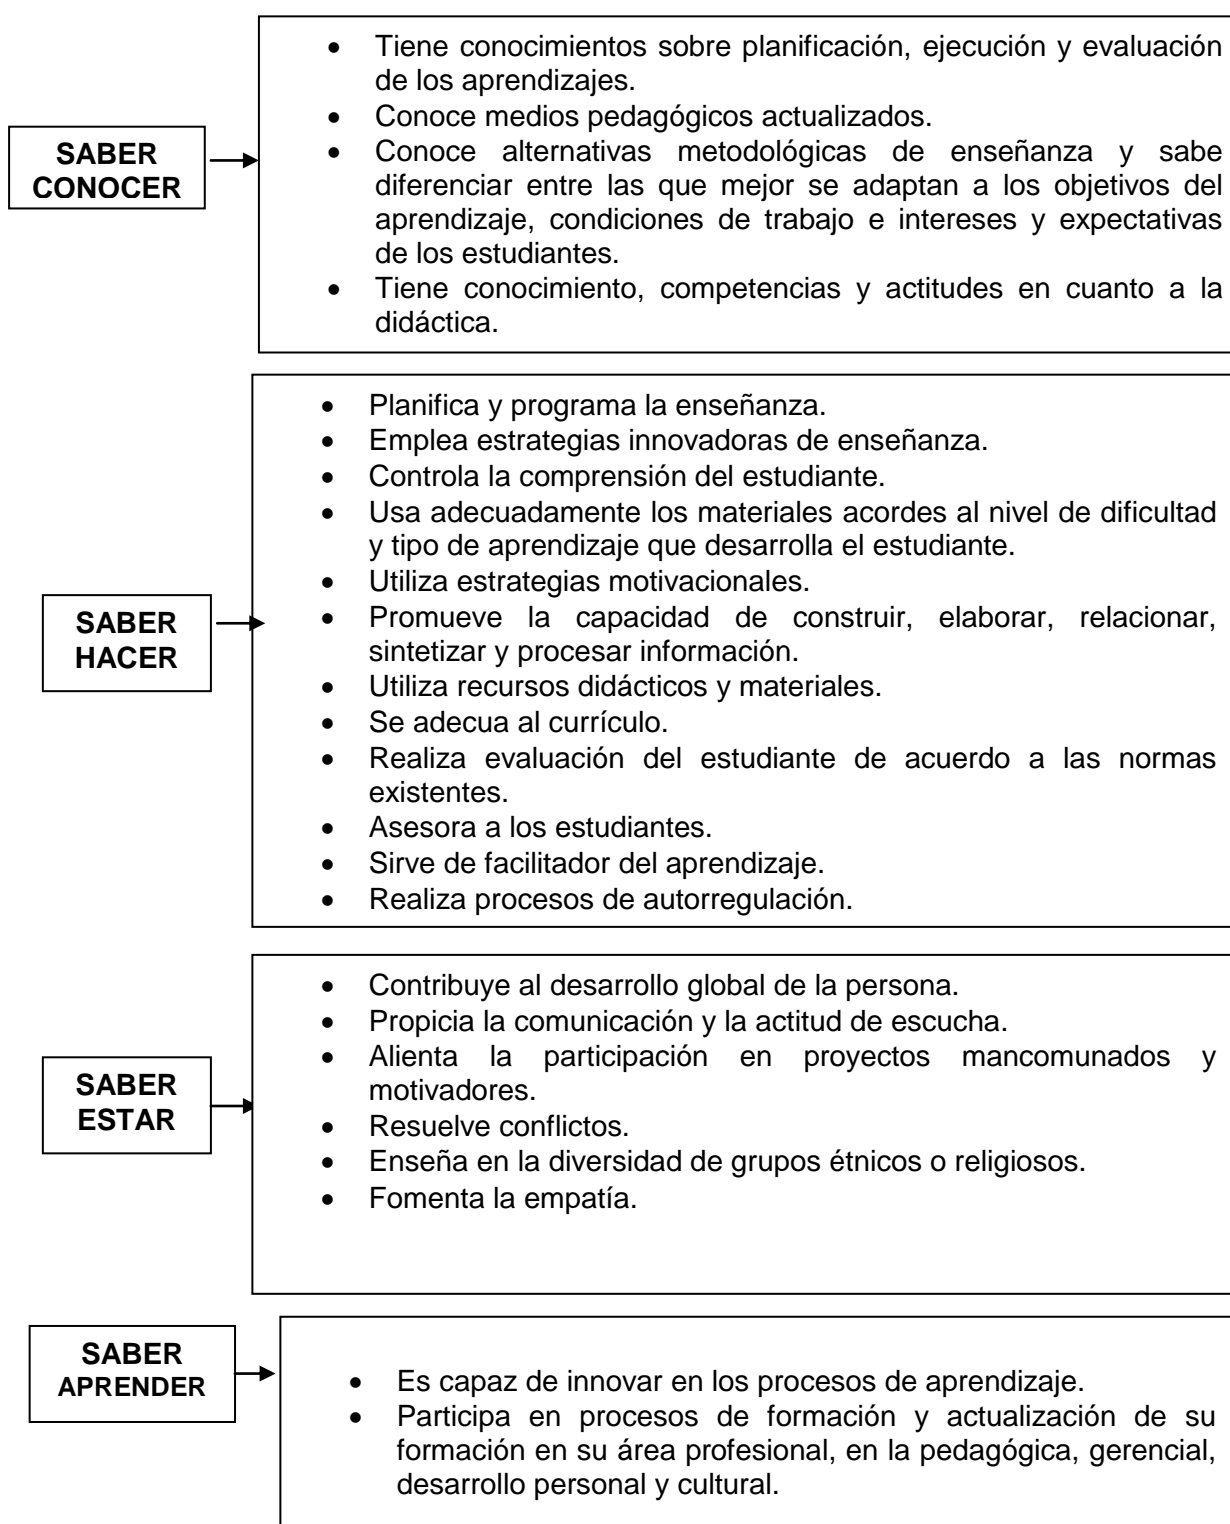 SABER
CONOCER
• Tiene conocimientos sobre planificación, ejecución y evaluación
de los aprendizajes.
• Conoce medios pedagógicos actualizados.
• Conoce alternativas metodológicas de enseñanza y sabe
diferenciar entre las que mejor se adaptan a los objetivos del
aprendizaje, condiciones de trabajo e intereses y expectativas
de los estudiantes.
• Tiene conocimiento, competencias y actitudes en cuanto a la
didáctica.
SABER
HACER
• Planifica y programa la enseñanza.
• Emplea estrategias innovadoras de enseñanza.
• Controla la comprensión del estudiante.
• Usa adecuadamente los materiales acordes al nivel de dificultad
y tipo de aprendizaje que desarrolla el estudiante.
• Utiliza estrategias motivacionales.
• Promueve la capacidad de construir, elaborar, relacionar,
sintetizar y procesar información.
• Utiliza recursos didácticos y materiales.
• Se adecua al currículo.
• Realiza evaluación del estudiante de acuerdo a las normas
existentes.
• Asesora a los estudiantes.
• Sirve de facilitador del aprendizaje.
• Realiza procesos de autorregulación.
SABER
ESTAR
• Contribuye al desarrollo global de la persona.
• Propicia la comunicación y la actitud de escucha.
• Alienta la participación en proyectos mancomunados y
motivadores.
• Resuelve conflictos.
• Enseña en la diversidad de grupos étnicos o religiosos.
• Fomenta la empatía.
SABER
APRENDER
• Es capaz de innovar en los procesos de aprendizaje.
• Participa en procesos de formación y actualización de su
formación en su área profesional, en la pedagógica, gerencial,
desarrollo personal y cultural.